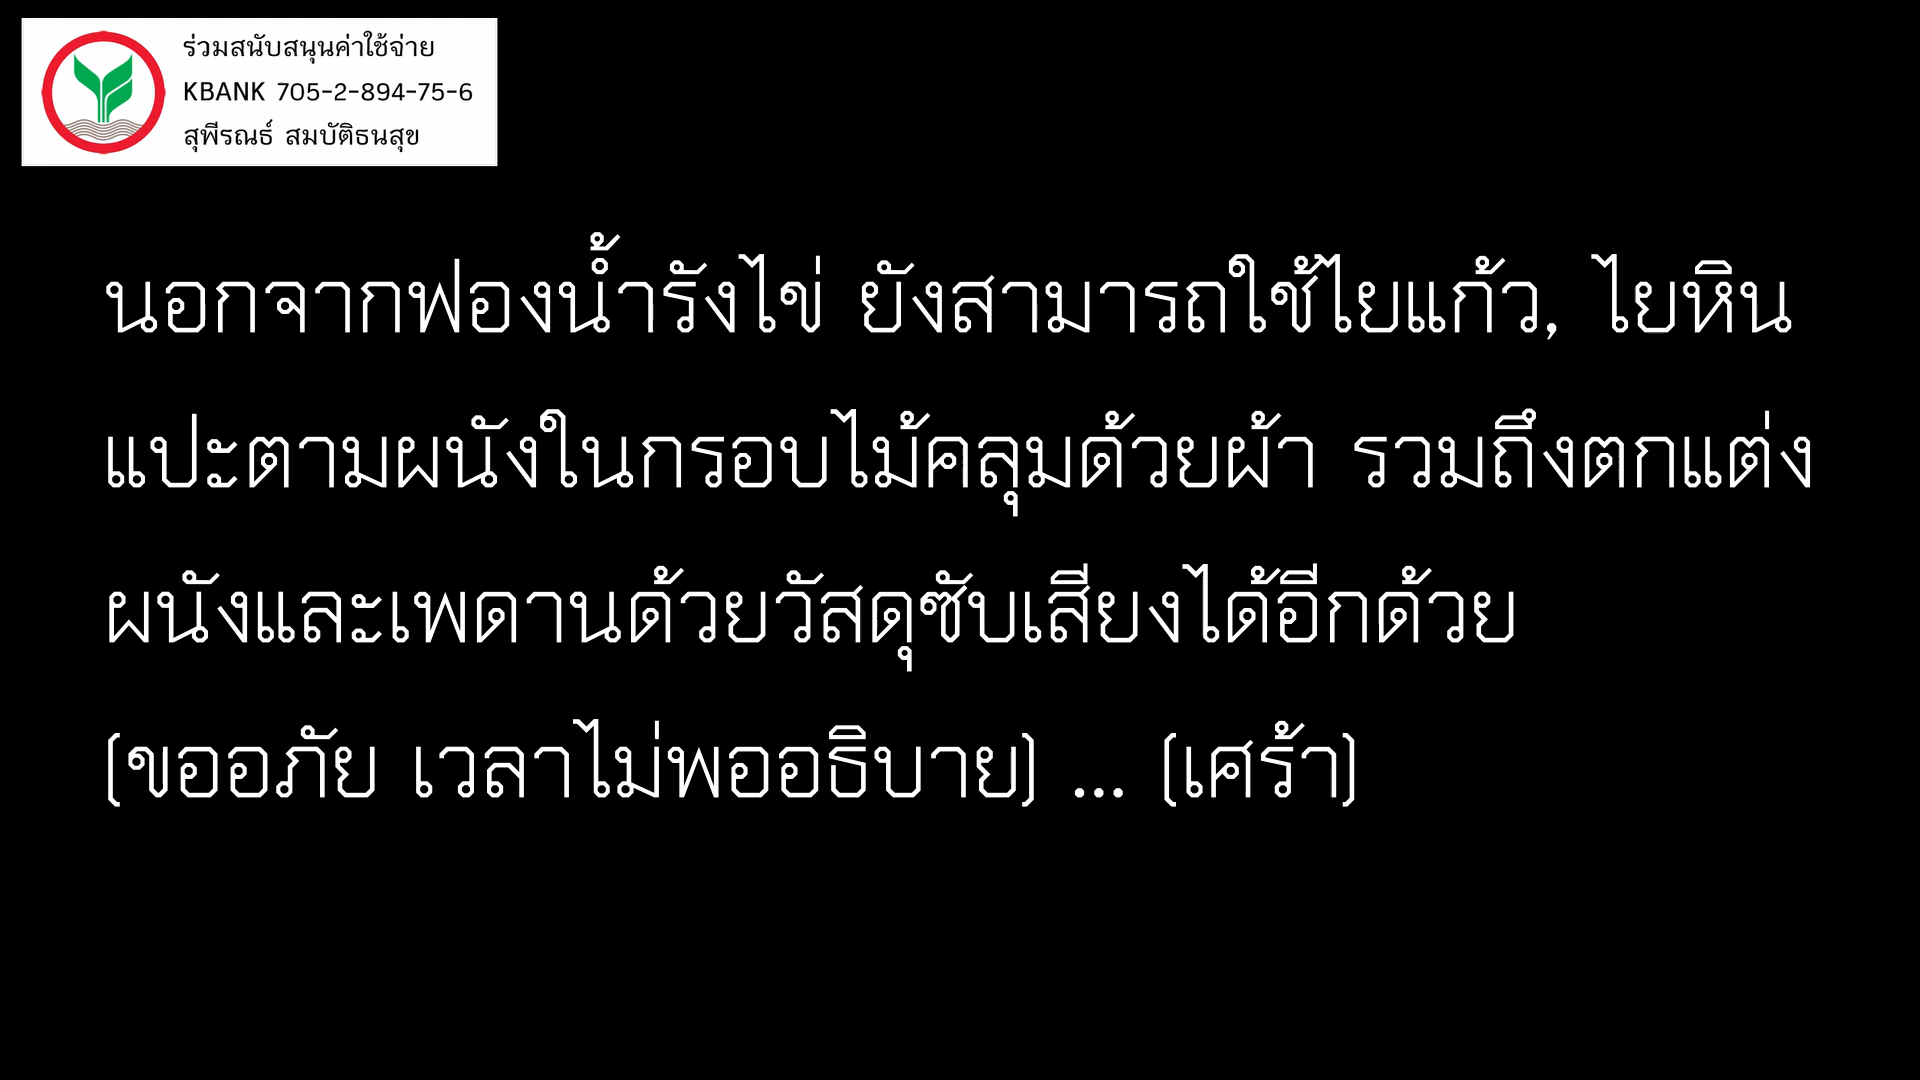 ร่วมสนับสนุนค่าใช้จ่าย
KBANK 705-2-894-75-6
สุพีรณธ์ สมบัติธนสุข
นอกจากฟองน้ำรังไข่ ยังสามารถใช้ไยแก้ว, ไยหิน
แปะตามผนังในกรอบไม้คลุมด้วยผ้า รวมถึงตกแต่ง
ผนังและเพดานด้วยวัสดุซับเสียงได้อีกด้วย
(ขออภัย เวลาไม่พออธิบาย) ... (เศร้า)